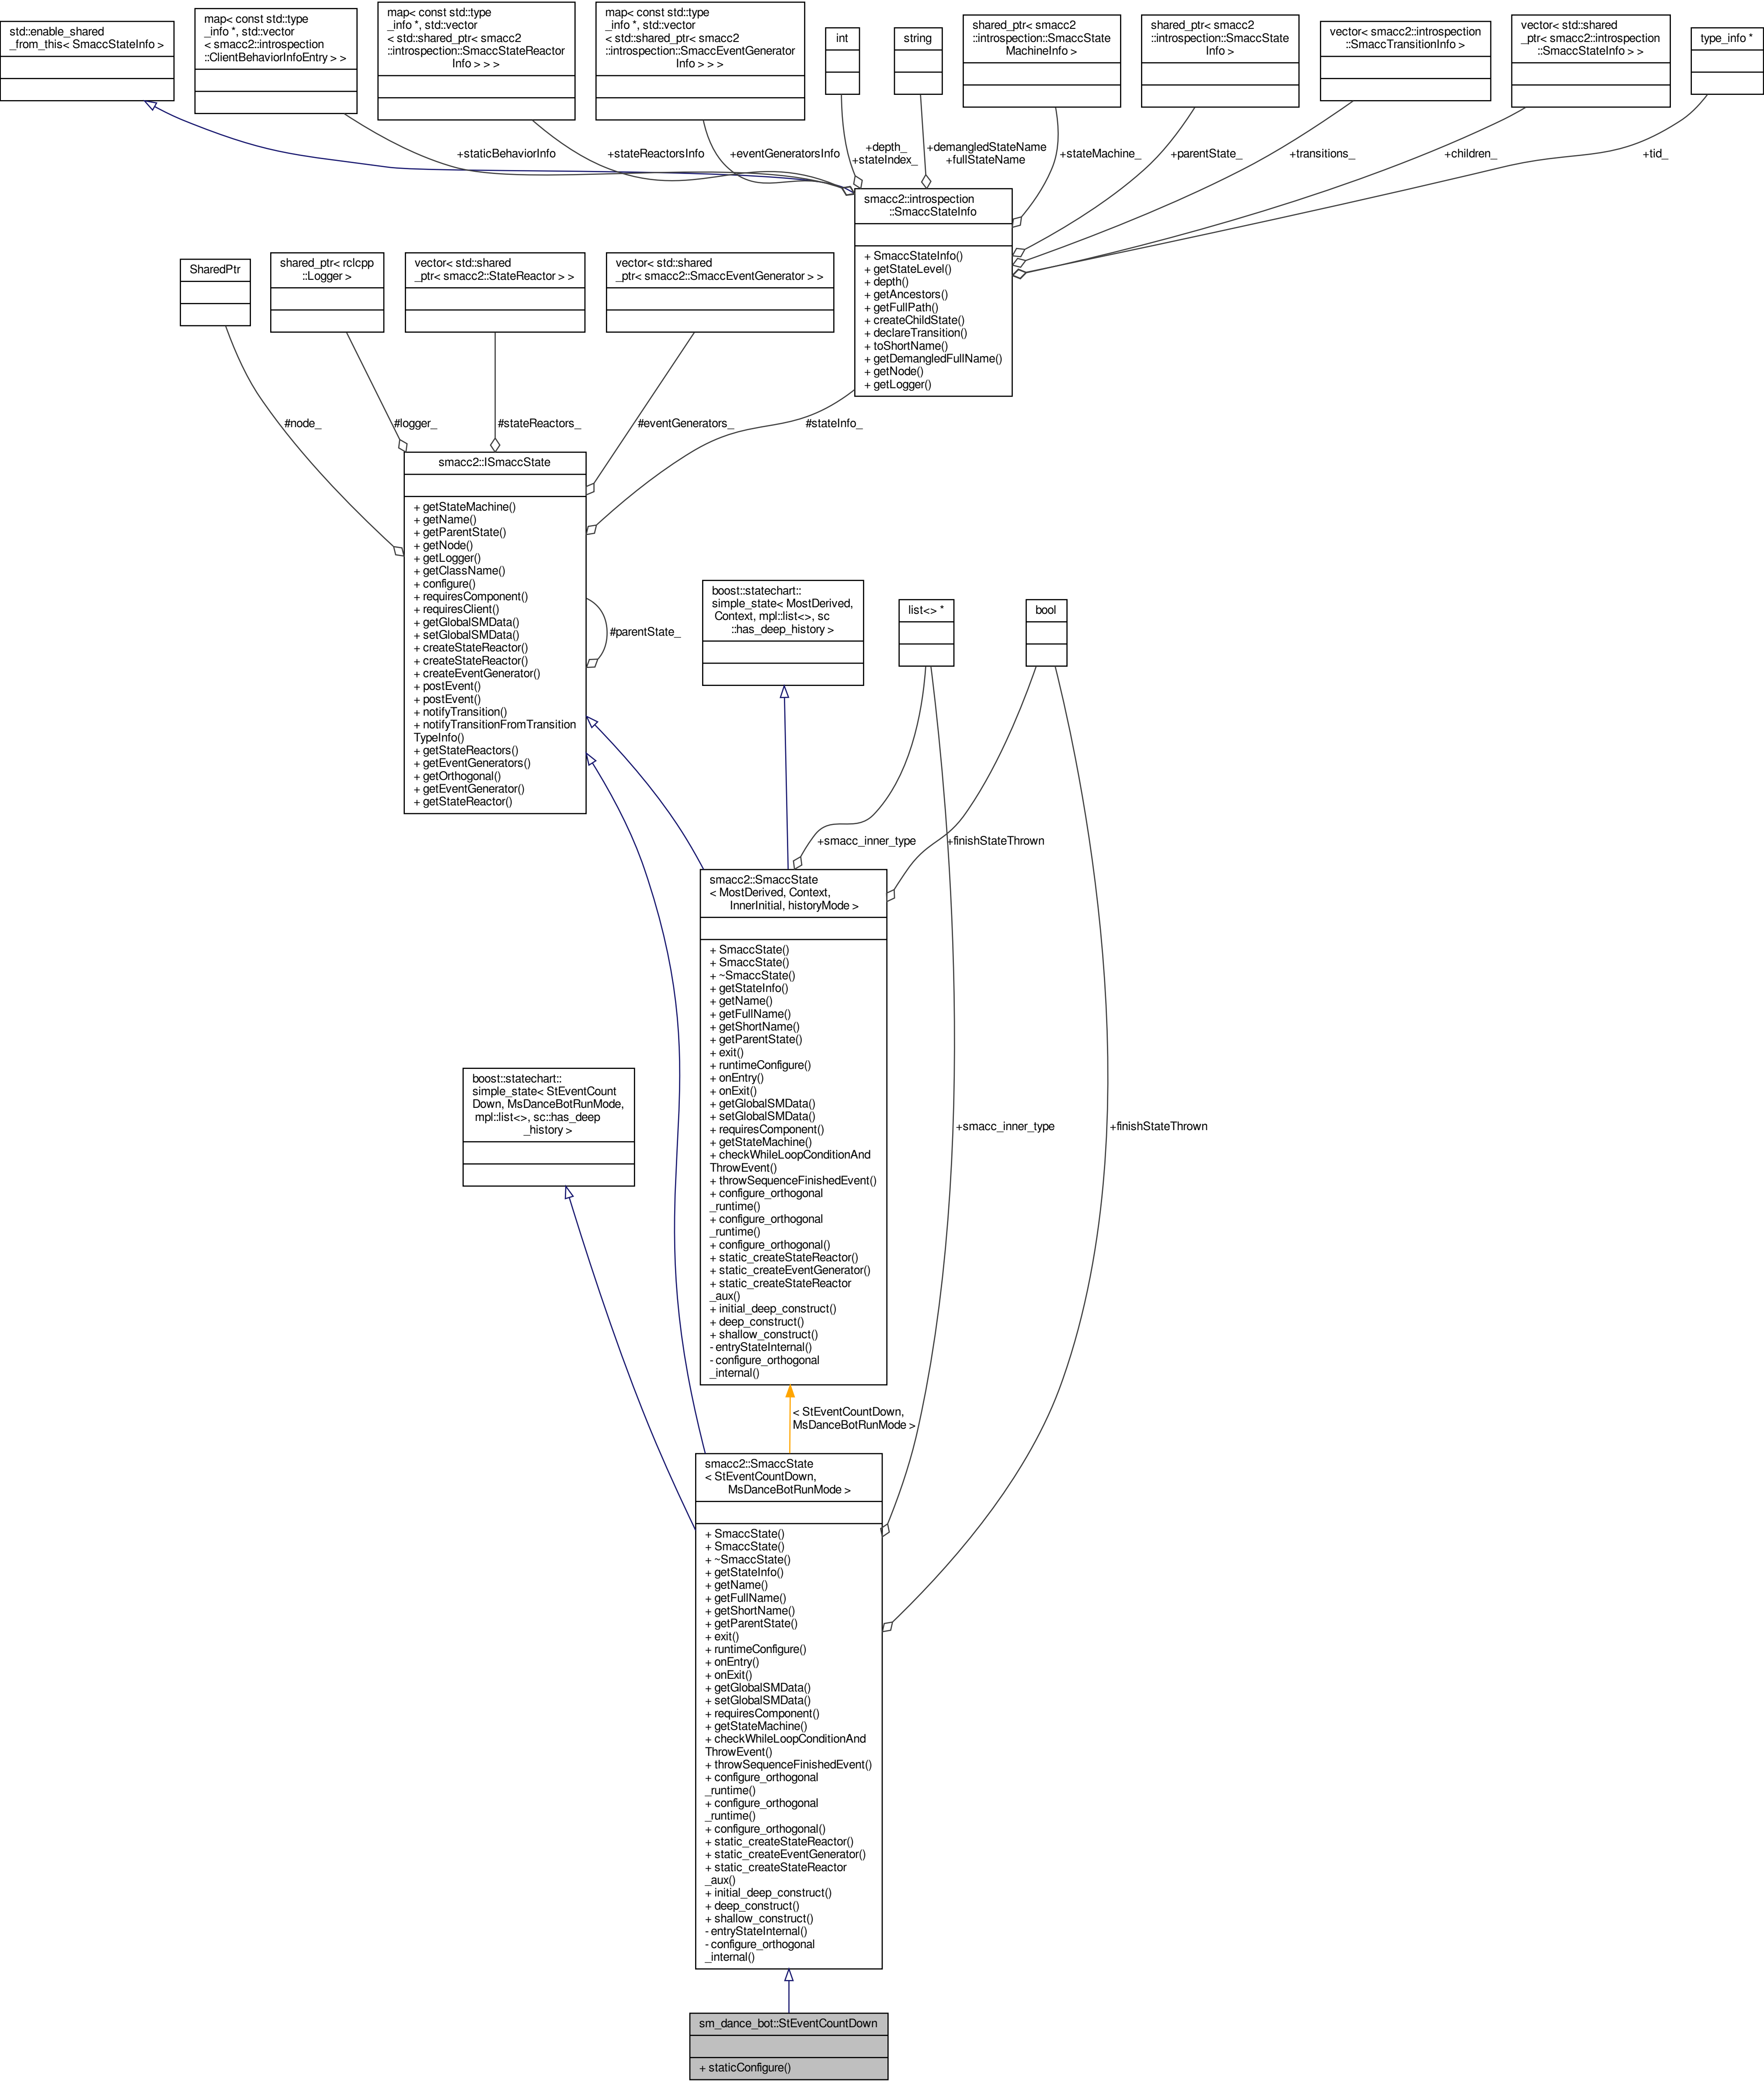 std::enable_shared
_from_this< SmaccStateInfo >
map< const std::type
_info *, std::vector
< smacc2::introspection
::ClientBehaviorInfoEntry > >
map< const std::type
_info *, std::vector
< std::shared_ptr< smacc2
::introspection::SmaccStateReactor
Info > > >
map< const std::type
_info *, std::vector
< std::shared_ptr< smacc2
::introspection::SmaccEventGenerator
Info > > >
int
string
shared_ptr< smacc2
::introspection::SmaccState
MachineInfo >
shared_ptr< smacc2
::introspection::SmaccState
Info >
vector< smacc2::introspection
::SmaccTransitionInfo >
vector< std::shared
_ptr< smacc2::introspection
::SmaccStateInfo > >
type_info *
+staticBehaviorInfo
+stateReactorsInfo
+eventGeneratorsInfo
+depth_
+stateIndex_
+demangledStateName
+fullStateName
+stateMachine_
+parentState_
+transitions_
+children_
+tid_
smacc2::introspection
::SmaccStateInfo
+ SmaccStateInfo()
+ getStateLevel()
+ depth()
+ getAncestors()
+ getFullPath()
+ createChildState()
+ declareTransition()
+ toShortName()
+ getDemangledFullName()
+ getNode()
+ getLogger()
SharedPtr
shared_ptr< rclcpp
::Logger >
vector< std::shared
_ptr< smacc2::StateReactor > >
vector< std::shared
_ptr< smacc2::SmaccEventGenerator > >
#node_
#logger_
#stateReactors_
#eventGenerators_
#stateInfo_
smacc2::ISmaccState
+ getStateMachine()
+ getName()
+ getParentState()
+ getNode()
+ getLogger()
+ getClassName()
+ configure()
+ requiresComponent()
+ requiresClient()
+ getGlobalSMData()
+ setGlobalSMData()
+ createStateReactor()
+ createStateReactor()
+ createEventGenerator()
+ postEvent()
+ postEvent()
+ notifyTransition()
+ notifyTransitionFromTransition
TypeInfo()
+ getStateReactors()
+ getEventGenerators()
+ getOrthogonal()
+ getEventGenerator()
+ getStateReactor()
#parentState_
boost::statechart::
simple_state< MostDerived,
Context, mpl::list<>, sc
::has_deep_history >
list<> *
bool
+smacc_inner_type
+finishStateThrown
smacc2::SmaccState
< MostDerived, Context,
InnerInitial, historyMode >
+ SmaccState()
+ SmaccState()
+ ~SmaccState()
+ getStateInfo()
+ getName()
+ getFullName()
+ getShortName()
+ getParentState()
+ exit()
+ runtimeConfigure()
+ onEntry()
+ onExit()
+ getGlobalSMData()
+ setGlobalSMData()
+ requiresComponent()
+ getStateMachine()
+ checkWhileLoopConditionAnd
ThrowEvent()
+ throwSequenceFinishedEvent()
+ configure_orthogonal
_runtime()
+ configure_orthogonal
_runtime()
+ configure_orthogonal()
+ static_createStateReactor()
+ static_createEventGenerator()
+ static_createStateReactor
_aux()
+ initial_deep_construct()
+ deep_construct()
+ shallow_construct()
- entryStateInternal()
- configure_orthogonal
_internal()
boost::statechart::
simple_state< StEventCount
Down, MsDanceBotRunMode,
mpl::list<>, sc::has_deep
_history >
+smacc_inner_type
+finishStateThrown
< StEventCountDown,
MsDanceBotRunMode >
smacc2::SmaccState
< StEventCountDown,
MsDanceBotRunMode >
+ SmaccState()
+ SmaccState()
+ ~SmaccState()
+ getStateInfo()
+ getName()
+ getFullName()
+ getShortName()
+ getParentState()
+ exit()
+ runtimeConfigure()
+ onEntry()
+ onExit()
+ getGlobalSMData()
+ setGlobalSMData()
+ requiresComponent()
+ getStateMachine()
+ checkWhileLoopConditionAnd
ThrowEvent()
+ throwSequenceFinishedEvent()
+ configure_orthogonal
_runtime()
+ configure_orthogonal
_runtime()
+ configure_orthogonal()
+ static_createStateReactor()
+ static_createEventGenerator()
+ static_createStateReactor
_aux()
+ initial_deep_construct()
+ deep_construct()
+ shallow_construct()
- entryStateInternal()
- configure_orthogonal
_internal()
sm_dance_bot::StEventCountDown
+ staticConfigure()